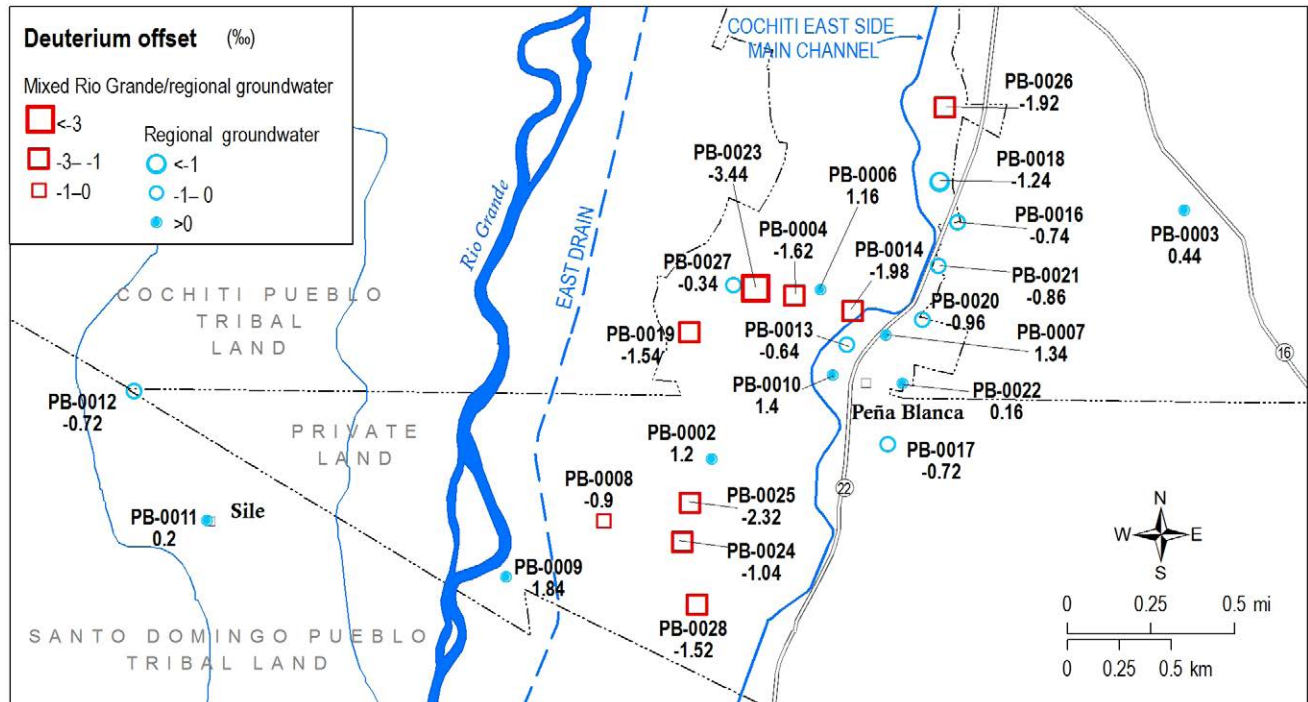 Deuterium offset (‰)
Mixed Rio Grande/regional groundwater
<-3
-3– -1
-1–0
Regional groundwater
<-1
-1– 0
>0
COCHITI EAST SIDE
MAIN CHANNEL
PB-0026
-1.92
PB-0023
-3.44
PB-0006
1.16
PB-0018
-1.24
PB-0004
-1.62
PB-0016
-0.74
PB-0003
0.44
PB-0014
-1.98
PB-0027
-0.34
PB-0021
-0.86
PB-0020
-0.96
PB-0019
-1.54
PB-0013
-0.64
PB-0007
1.34
PB-0010
1.4
PB-0022
0.16
Peña Blanca
PB-0017
-0.72
Rio Grande
EAST DRAIN
COCHITI PUEBLO
TRIBAL
LAND
16
PB-0012
-0.72
PRIVATE
LAND
PB-0002
1.2
PB-0008
-0.9
PB-0025
-2.32
22
PB-0011
0.2
Sile
PB-0024
-1.04
PB-0009
1.84
PB-0028
-1.52
SANTO DOMINGO PUEBLO
TRIBAL LAND
N
W E
S
0 0.25 0.5 mi
0 0.25 0.5 km